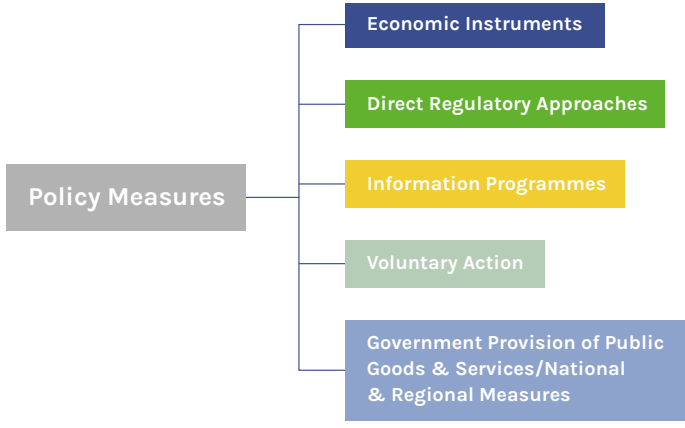 Economic Instruments
Direct Regulatory Approaches
Information Programmes
Policy Measures
Voluntary Action
Government Provision of Public
Goods & Services/National
& Regional Measures